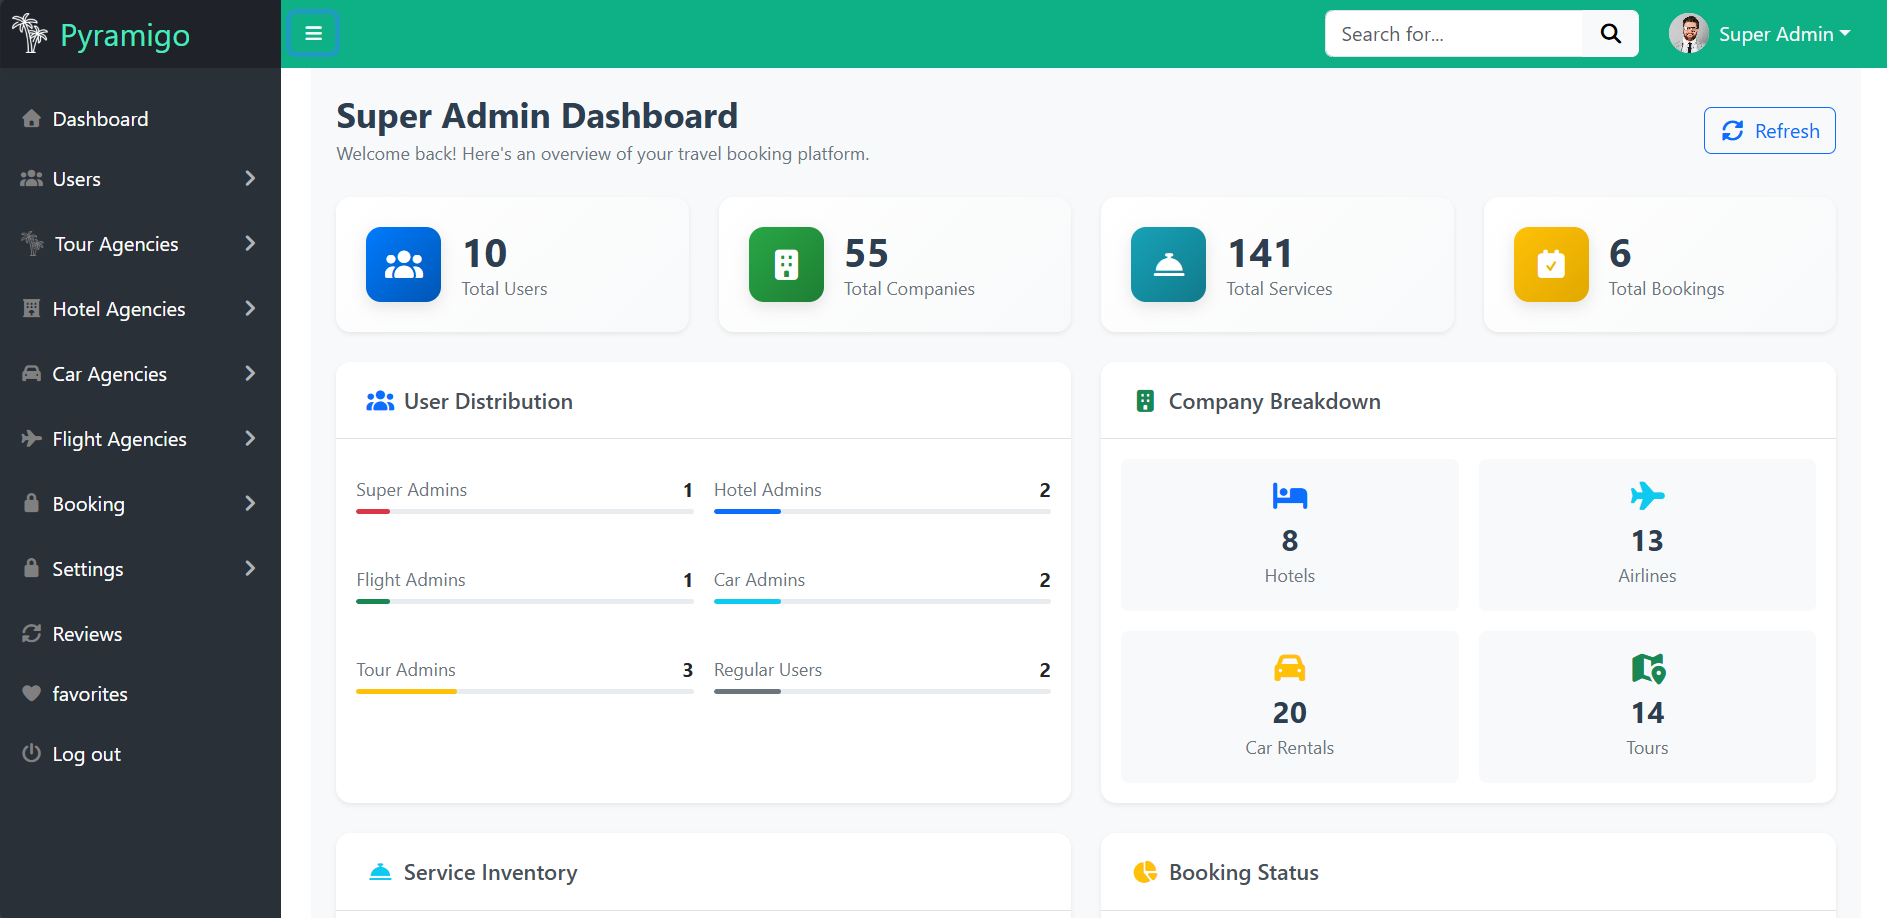 Pyramigo
Search for...
Super Admin
Dashboard
Users
Tour Agencies
Hotel Agencies
Car Agencies
Flight Agencies
Booking
Settings
Reviews
favorites
Log out
Super Admin Dashboard
Welcome back! Here's an overview of your travel booking platform.
Refresh
10
Total Users
55
Total Companies
141
Total Services
6
Total Bookings
User Distribution
Super Admins 1
Hotel Admins 2
Flight Admins 1
Car Admins 2
Tour Admins 3
Regular Users 2
Company Breakdown
8
Hotels
13
Airlines
20
Car Rentals
14
Tours
Service Inventory
Booking Status